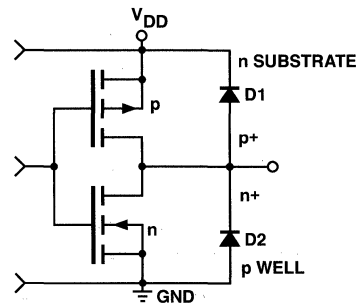 VDD
n SUBSTRATE
D1
p
p+
n+
n
D2
p WELL
GND